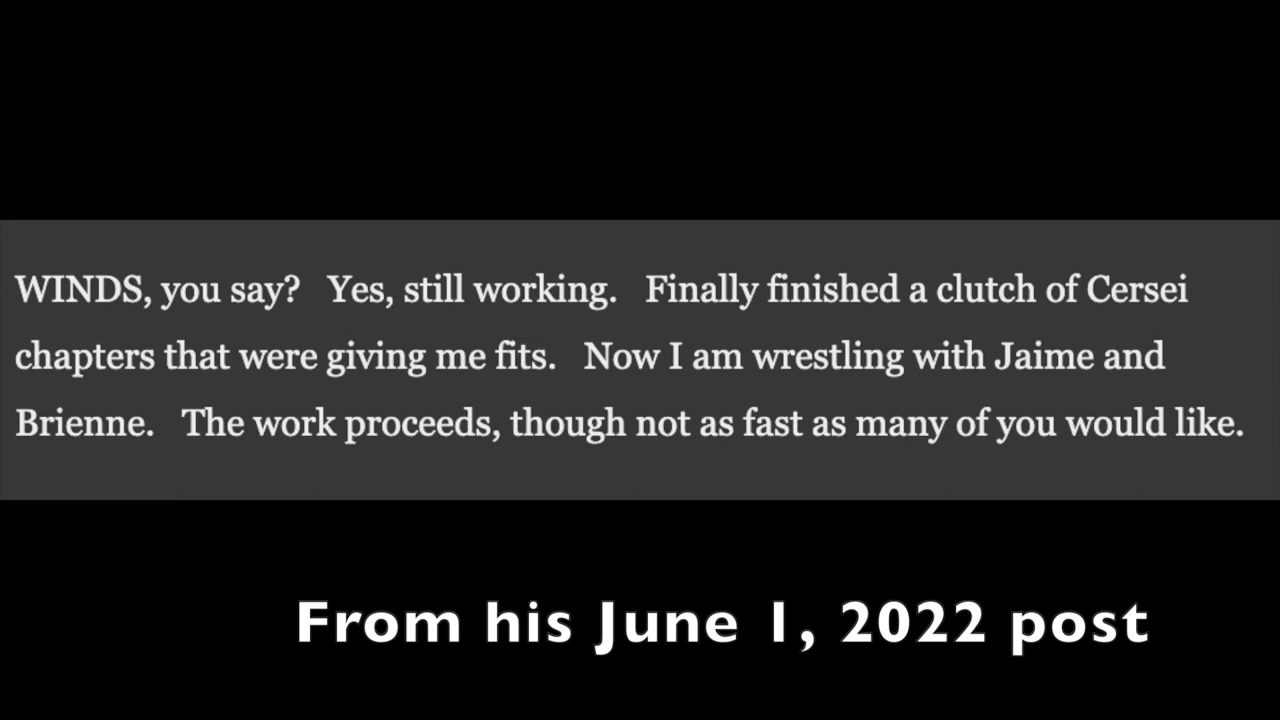 WINDS, you say? Yes, still working. Finally finished a clutch of Cersei
chapters that were giving me fits. Now I am wrestling with Jaime and
Brienne. The work proceeds, though not as fast as many of you would like.
From his June 1, 2022 post